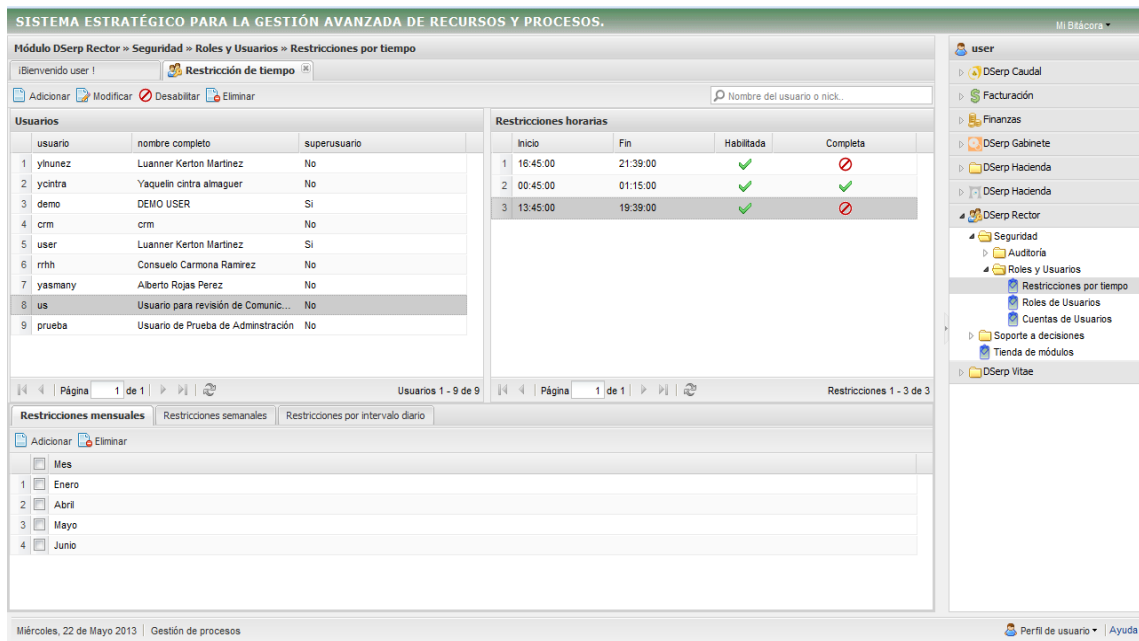 SISTEMA ESTRATÉGICO PARA LA GESTIÓN AVANZADA DE RECURSOS Y PROCESOS.
Mi Bitácora
Módulo DSerp Rector » Seguridad » Roles y Usuarios » Restricciones por tiempo
¡Bienvenido user !
Restricción de tiempo
Adicionar Modificar Desabilitar Eliminar
Nombre del usuario o nick..
Usuarios
usuario nombre completo superusuario
1 ylnunez Luanner Kerton Martinez No
2 ycintra Yaquelin cintra almaguer No
3 demo DEMO USER Si
4 crm crm No
5 user Luanner Kerton Martinez Si
6 rrhh Consuelo Carmona Ramirez No
7 yasmany Alberto Rojas Perez No
8 us Usuario para revisión de Comunic... No
9 prueba Usuario de Prueba de Adminstración No
Página 1 de 1 Usuarios 1 - 9 de 9
Restricciones horarias
Inicio Fin Habilitada Completa
1 16:45:00 21:39:00
2 00:45:00 01:15:00
3 13:45:00 19:39:00
Página 1 de 1 Restricciones 1 - 3 de 3
Restricciones mensuales Restricciones semanales Restricciones por intervalo diario
Adicionar Eliminar
Mes
1 Enero
2 Abril
3 Mayo
4 Junio
user
DSerp Caudal
Facturación
Finanzas
DSerp Gabinete
DSerp Hacienda
DSerp Hacienda
DSerp Rector
Seguridad
Auditoría
Roles y Usuarios
Restricciones por tiempo
Roles de Usuarios
Cuentas de Usuarios
Soporte a decisiones
Tienda de módulos
DSerp Vitae
Miércoles, 22 de Mayo 2013 Gestión de procesos
Perfil de usuario Ayuda